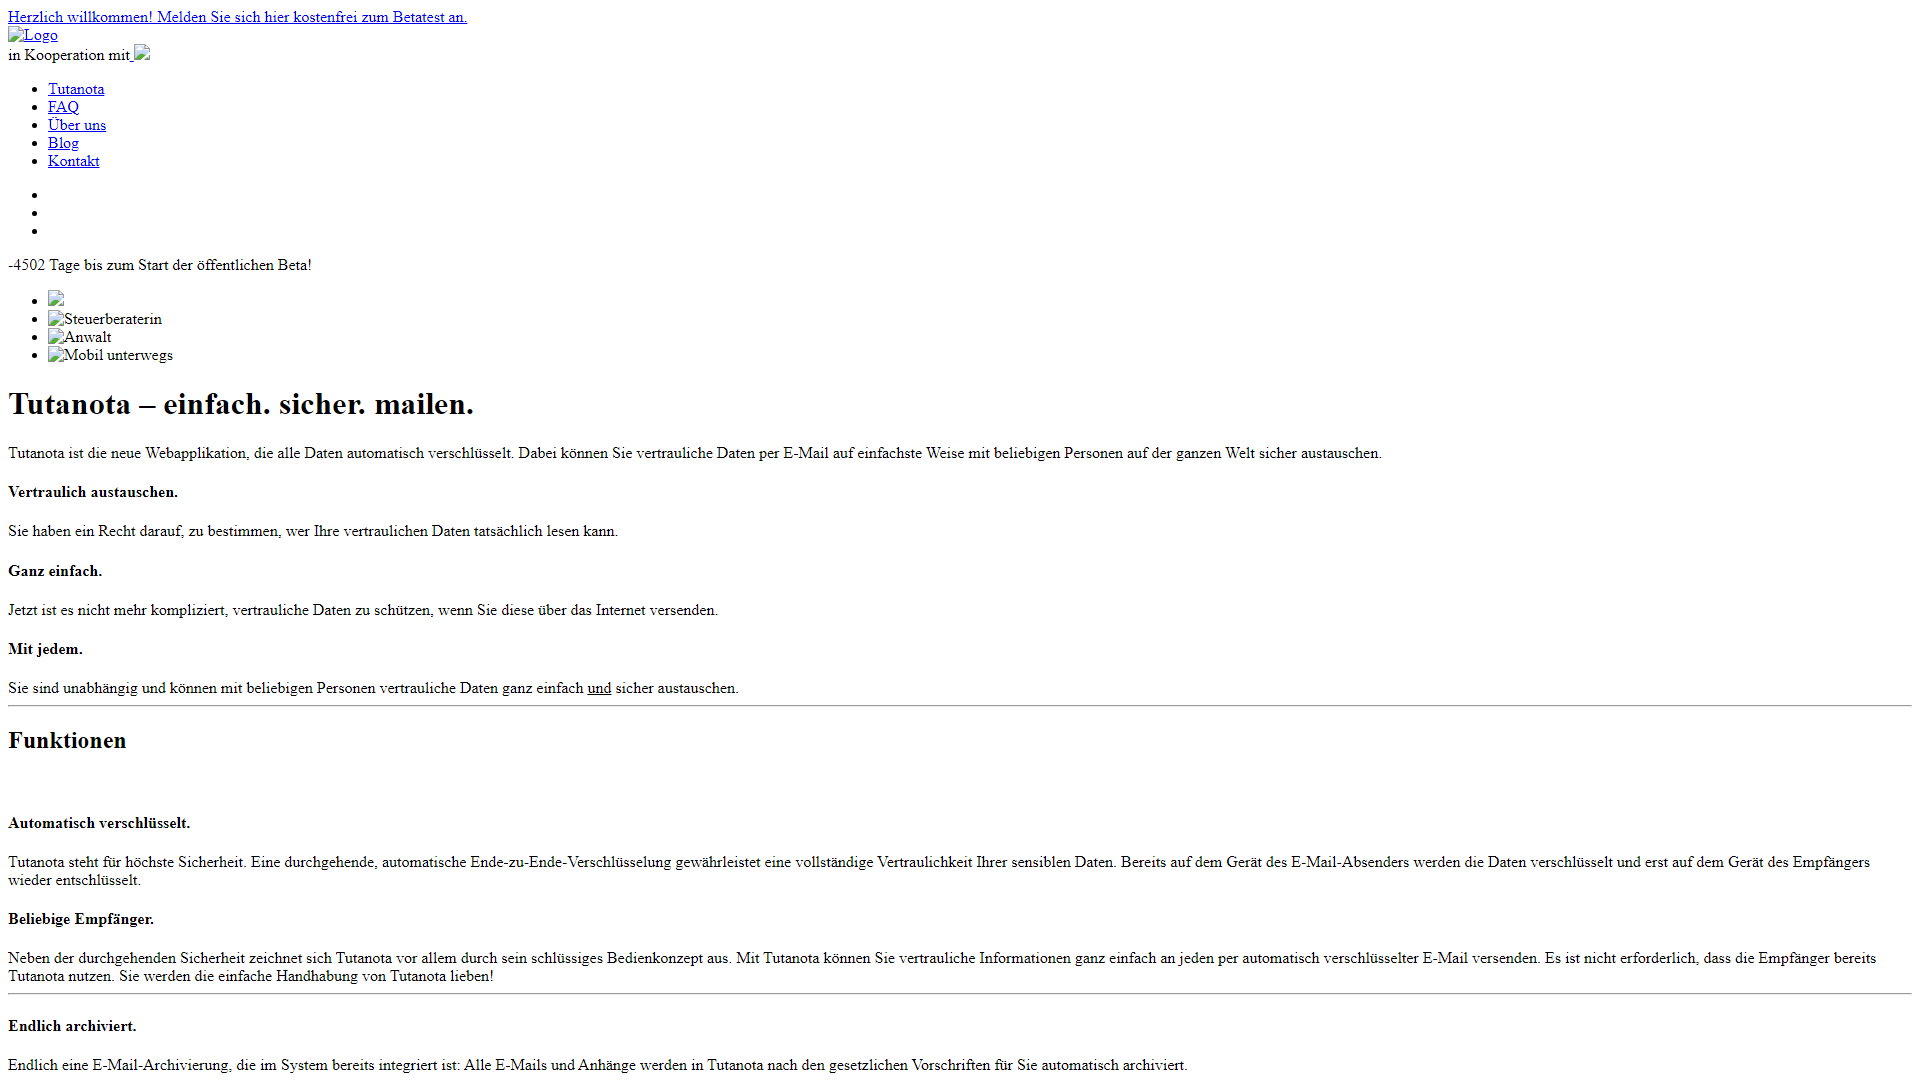 Herzlich willkommen! Melden Sie sich hier kostenfrei zum Betatest an.
Logo
in Kooperation mit
Tutanota
FAQ
Über uns
Blog
Kontakt
-4502 Tage bis zum Start der öffentlichen Beta!
Steuerberaterin
Anwalt
Mobil unterwegs
Tutanota – einfach. sicher. mailen.
Tutanota ist die neue Webapplikation, die alle Daten automatisch verschlüsselt. Dabei können Sie vertrauliche Daten per E-Mail auf einfachste Weise mit beliebigen Personen auf der ganzen Welt sicher austauschen.
Vertraulich austauschen.
Sie haben ein Recht darauf, zu bestimmen, wer Ihre vertraulichen Daten tatsächlich lesen kann.
Ganz einfach.
Jetzt ist es nicht mehr kompliziert, vertrauliche Daten zu schützen, wenn Sie diese über das Internet versenden.
Mit jedem.
Sie sind unabhängig und können mit beliebigen Personen vertrauliche Daten ganz einfach und sicher austauschen.
Funktionen
Automatisch verschlüsselt.
Tutanota steht für höchste Sicherheit. Eine durchgehende, automatische Ende-zu-Ende-Verschlüsselung gewährleistet eine vollständige Vertraulichkeit Ihrer sensiblen Daten. Bereits auf dem Gerät des E-Mail-Absenders werden die Daten verschlüsselt und erst auf dem Gerät des Empfängers
wieder entschlüsselt.
Beliebige Empfänger.
Neben der durchgehenden Sicherheit zeichnet sich Tutanota vor allem durch sein schlüssiges Bedienkonzept aus. Mit Tutanota können Sie vertrauliche Informationen ganz einfach an jeden per automatisch verschlüsselter E-Mail versenden. Es ist nicht erforderlich, dass die Empfänger bereits
Tutanota nutzen. Sie werden die einfache Handhabung von Tutanota lieben!
Endlich archiviert.
Endlich eine E-Mail-Archivierung, die im System bereits integriert ist: Alle E-Mails und Anhänge werden in Tutanota nach den gesetzlichen Vorschriften für Sie automatisch archiviert.